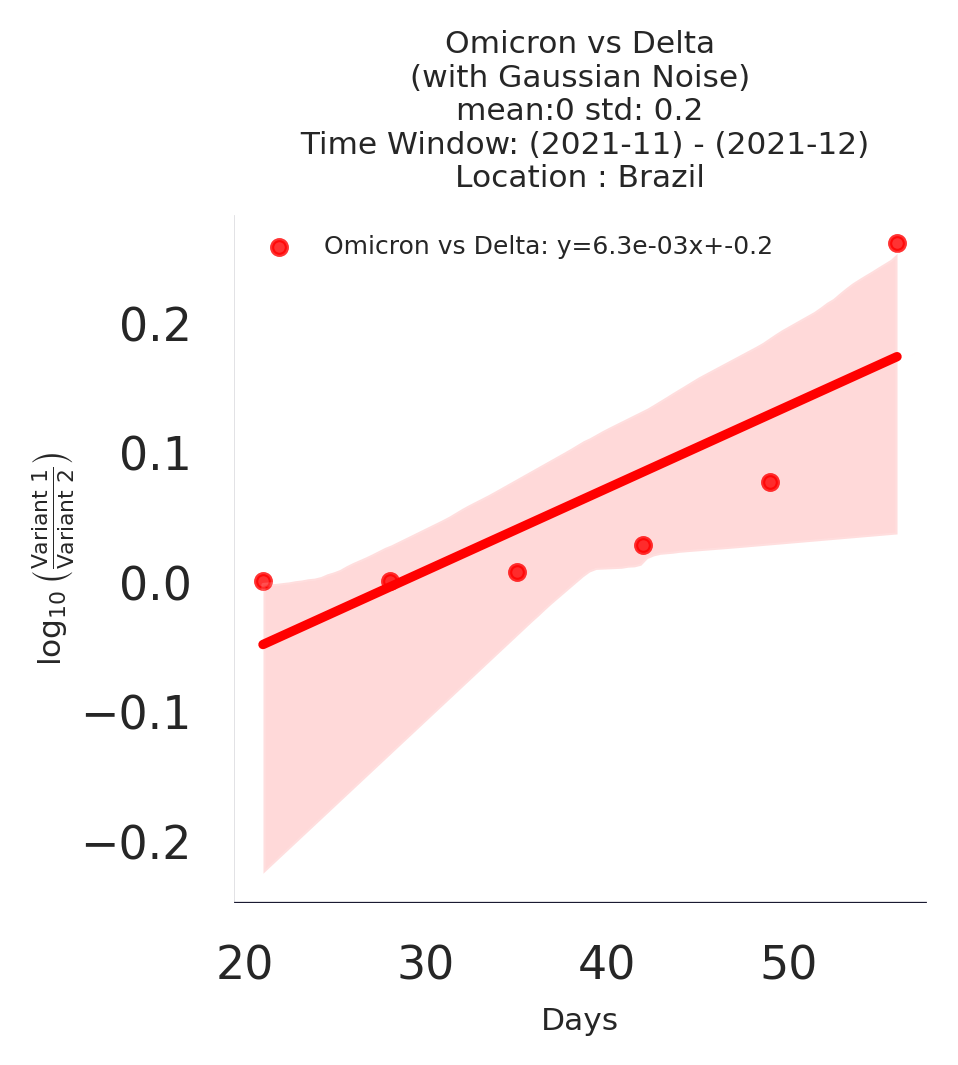 Omicron vs Delta
(with Gaussian Noise)
mean:0 std: 0.2
Time Window: (2021-11) - (2021-12)
Location : Brazil
Omicron vs Delta: y=6.3e-03x+-0.2
0.2
0.1
0.0
−0.1
−0.2
log10 (Variant 1 / Variant 2)
20 30 40 50
Days